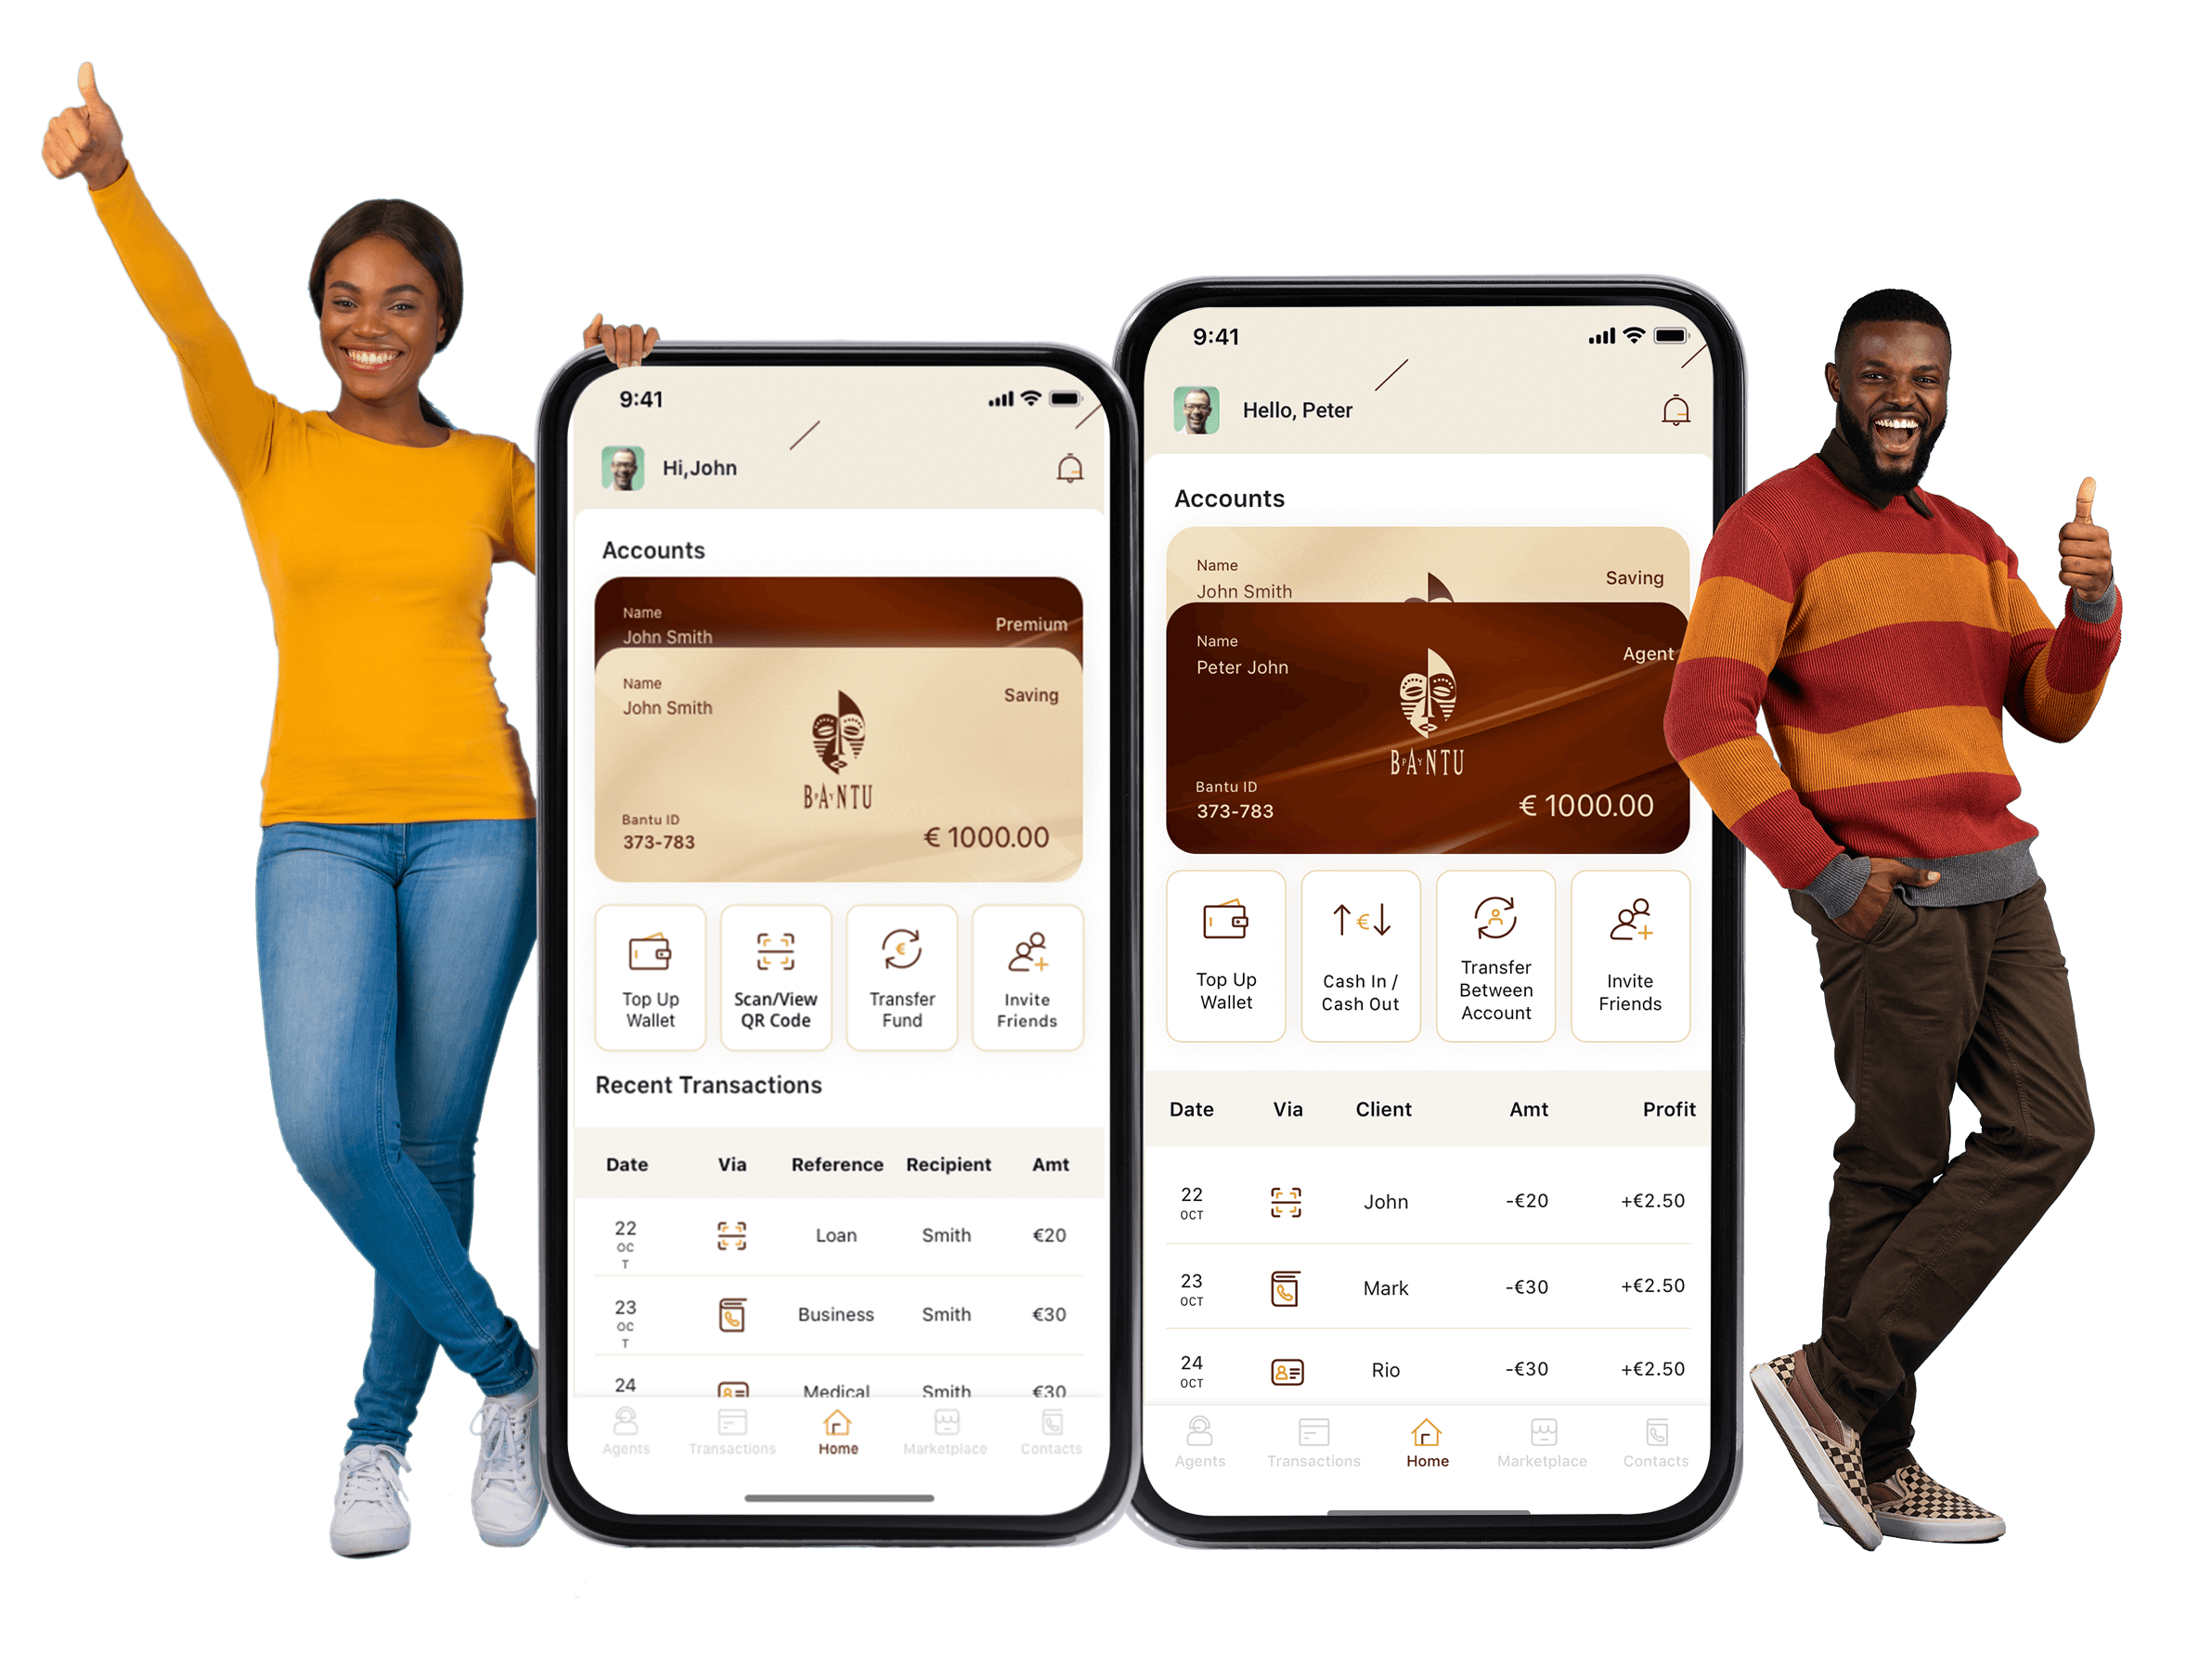 9:41
Hi,John
Accounts
Name
John Smith
Premium
Name
John Smith
Saving
BPAYNTU
Bantu ID
373-783
€ 1000.00
Top Up
Wallet
Scan/View
QR Code
Transfer
Fund
Invite
Friends
Recent Transactions
Date Via Reference Recipient Amt
22
OC
T
Loan Smith €20
23
OC
T
Business Smith €30
24
Medical Smith €30
Agents Transactions Home Marketplace Contacts
9:41
Hello, Peter
Accounts
Name
John Smith
Saving
Name
Peter John
Agent
BPAYNTU
Bantu ID
373-783
€ 1000.00
Top Up
Wallet
€
Cash In /
Cash Out
Transfer
Between
Account
Invite
Friends
Date Via Client Amt Profit
22
OCT
John -€20 +€2.50
23
OCT
Mark -€30 +€2.50
24
OCT
Rio -€30 +€2.50
Agents Transactions Home Marketplace Contacts